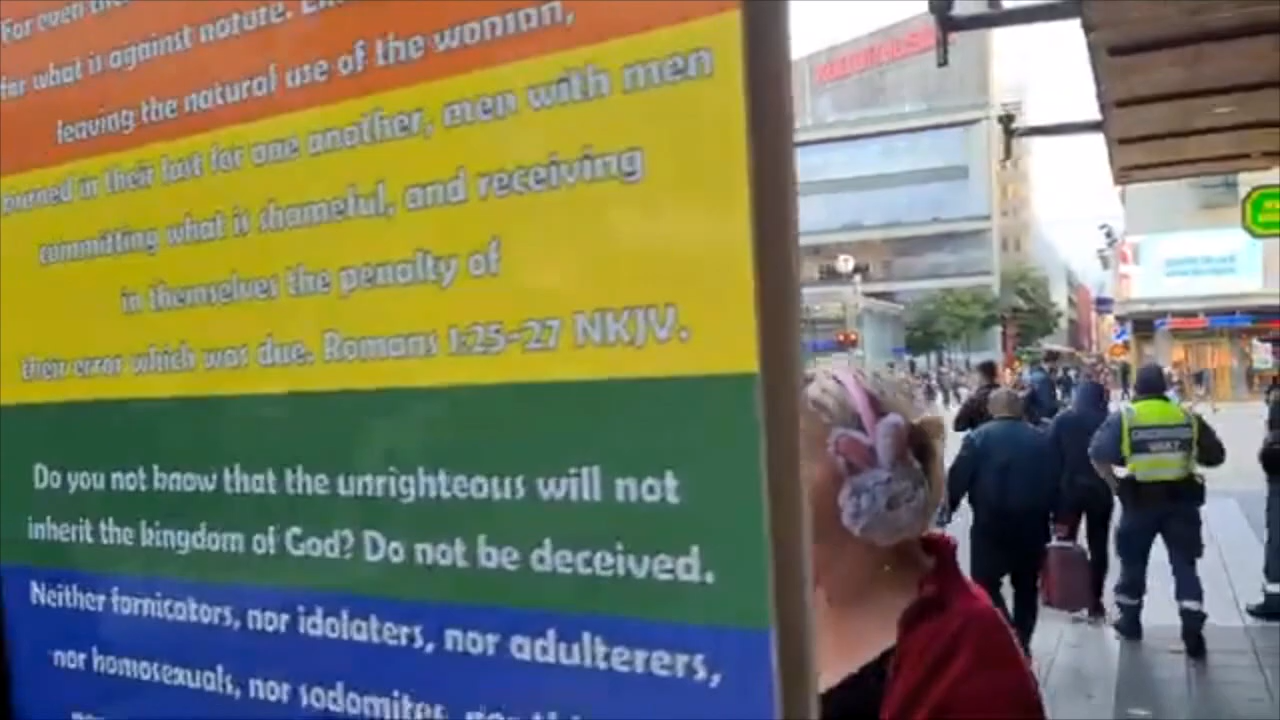 For even
for what is against nature.
leaving the natural use of the woman,
burned in their lust for one another, men with men
committing what is shameful, and receiving
in themselves the penalty of
their error which was due. Romans 1:25-27 NKJV.
Do you not know that the unrighteous will not
inherit the kingdom of God? Do not be deceived.
Neither fornicators, nor idolaters, nor adulterers,
nor homosexuals, nor sodomites,